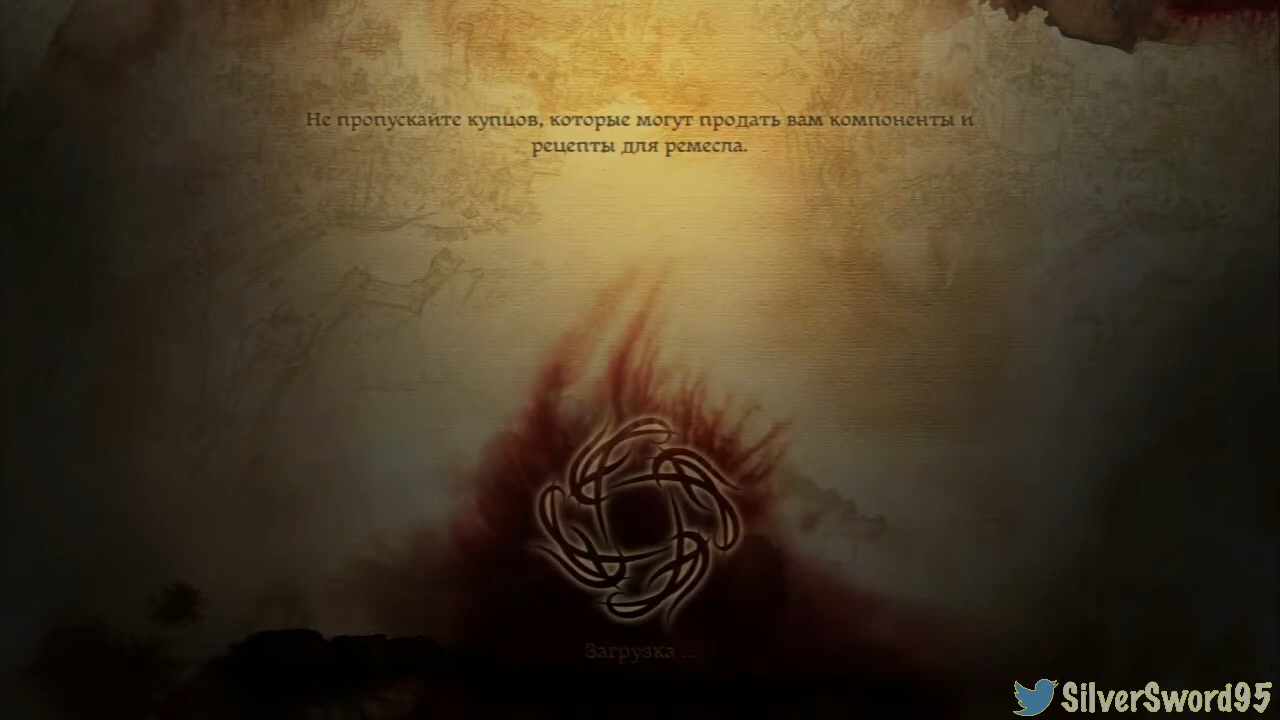 Не пропускайте купцов, которые могут продать вам компоненты и
рецепты для ремесла.
Загрузка ...
SilverSword95